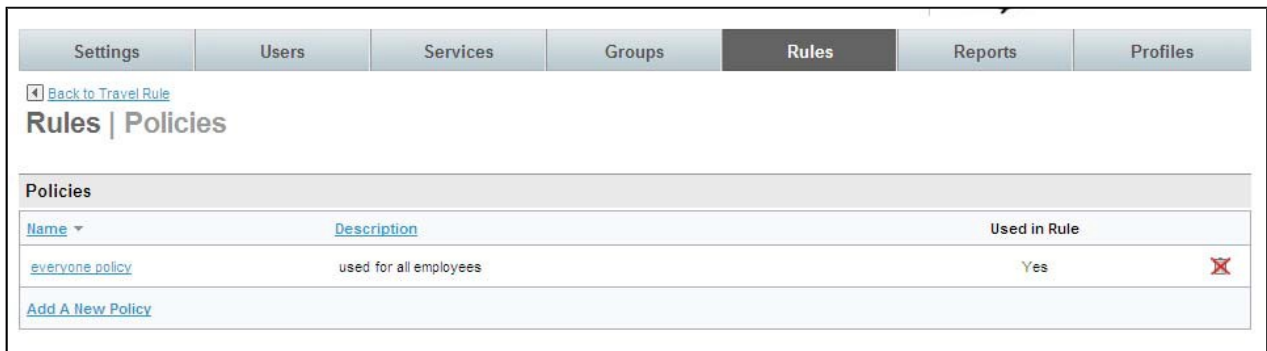 Settings Users Services Groups Rules Reports Profiles
Back to Travel Rule
Rules | Policies
Policies
Name Description Used in Rule
everyone policy used for all employees Yes
Add A New Policy